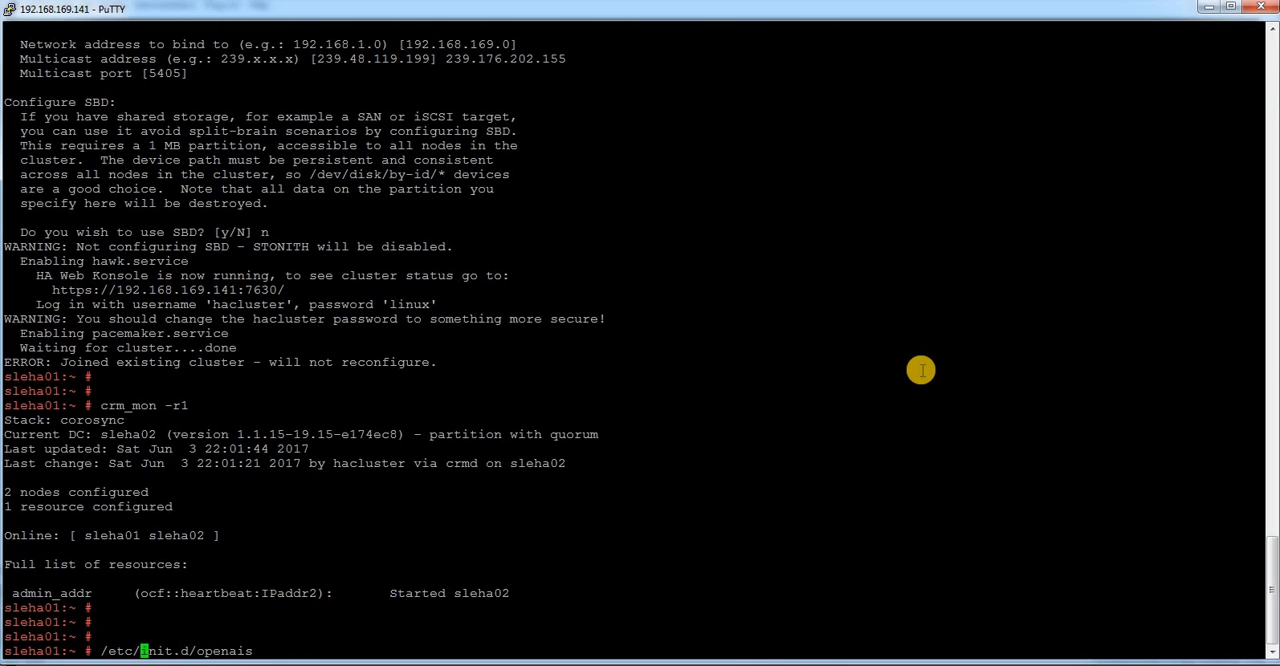 192.168.169.141 - PuTTY
Network address to bind to (e.g.: 192.168.1.0) [192.168.169.0]
Multicast address (e.g.: 239.x.x.x) [239.48.119.199] 239.176.202.155
Multicast port [5405]
Configure SBD:
If you have shared storage, for example a SAN or iSCSI target,
you can use it avoid split-brain scenarios by configuring SBD.
This requires a 1 MB partition, accessible to all nodes in the
cluster.  The device path must be persistent and consistent
across all nodes in the cluster, so /dev/disk/by-id/* devices
are a good choice.  Note that all data on the partition you
specify here will be destroyed.
Do you wish to use SBD? [y/N] n
WARNING: Not configuring SBD - STONITH will be disabled.
Enabling hawk.service
HA Web Konsole is now running, to see cluster status go to:
https://192.168.169.141:7630/
Log in with username 'hacluster', password 'linux'
WARNING: You should change the hacluster password to something more secure!
Enabling pacemaker.service
Waiting for cluster....done
ERROR: Joined existing cluster - will not reconfigure.
sleha01:~ #
sleha01:~ #
sleha01:~ # crm_mon -r1
Stack: corosync
Current DC: sleha02 (version 1.1.15-19.15-e174ec8) - partition with quorum
Last updated: Sat Jun  3 22:01:44 2017
Last change: Sat Jun  3 22:01:21 2017 by hacluster via crmd on sleha02
2 nodes configured
1 resource configured
Online: [ sleha01 sleha02 ]
Full list of resources:
admin_addr     (ocf::heartbeat:IPaddr2):       Started sleha02
sleha01:~ #
sleha01:~ #
sleha01:~ #
sleha01:~ # /etc/init.d/openais